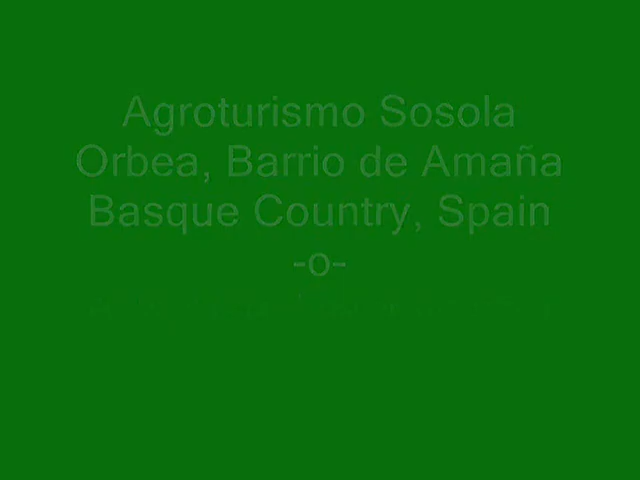 Agroturismo Sosola
Orbea, Barrio de Amaña
Basque Country, Spain
-o-